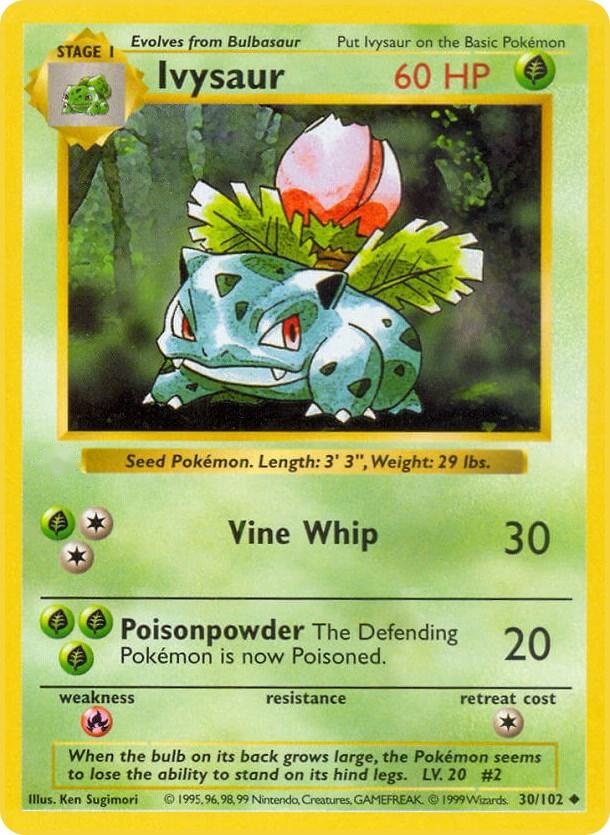 STAGE 1
Evolves from Bulbasaur
Put Ivysaur on the Basic Pokémon
Ivysaur
60 HP
Seed Pokémon. Length: 3' 3", Weight: 29 lbs.
Vine Whip
30
Poisonpowder The Defending
Pokémon is now Poisoned.
20
weakness
resistance
retreat cost
When the bulb on its back grows large, the Pokémon seems
to lose the ability to stand on its hind legs. LV. 20 #2
Illus. Ken Sugimori
© 1995, 96, 98, 99 Nintendo, Creatures, GAMEFREAK. © 1999 Wizards.
30/102